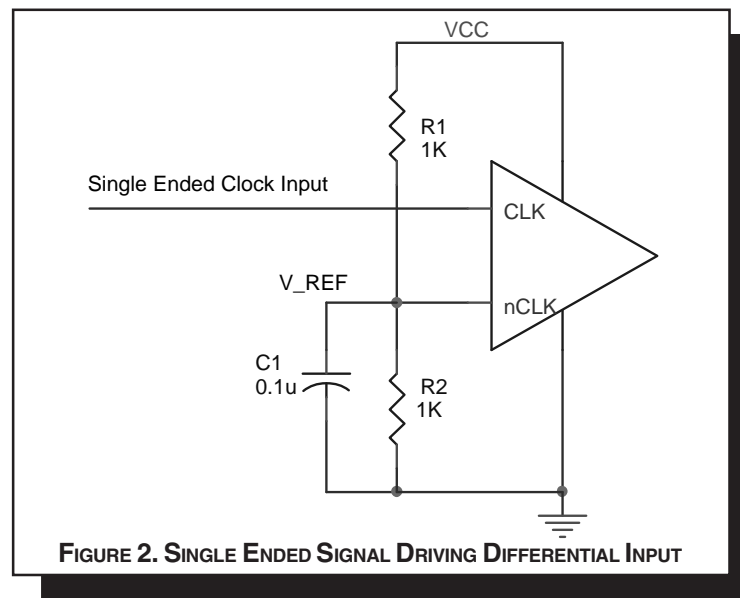 VCC
R1
1K
Single Ended Clock Input
CLK
V_REF
nCLK
C1
0.1u
R2
1K
FIGURE 2. SINGLE ENDED SIGNAL DRIVING DIFFERENTIAL INPUT